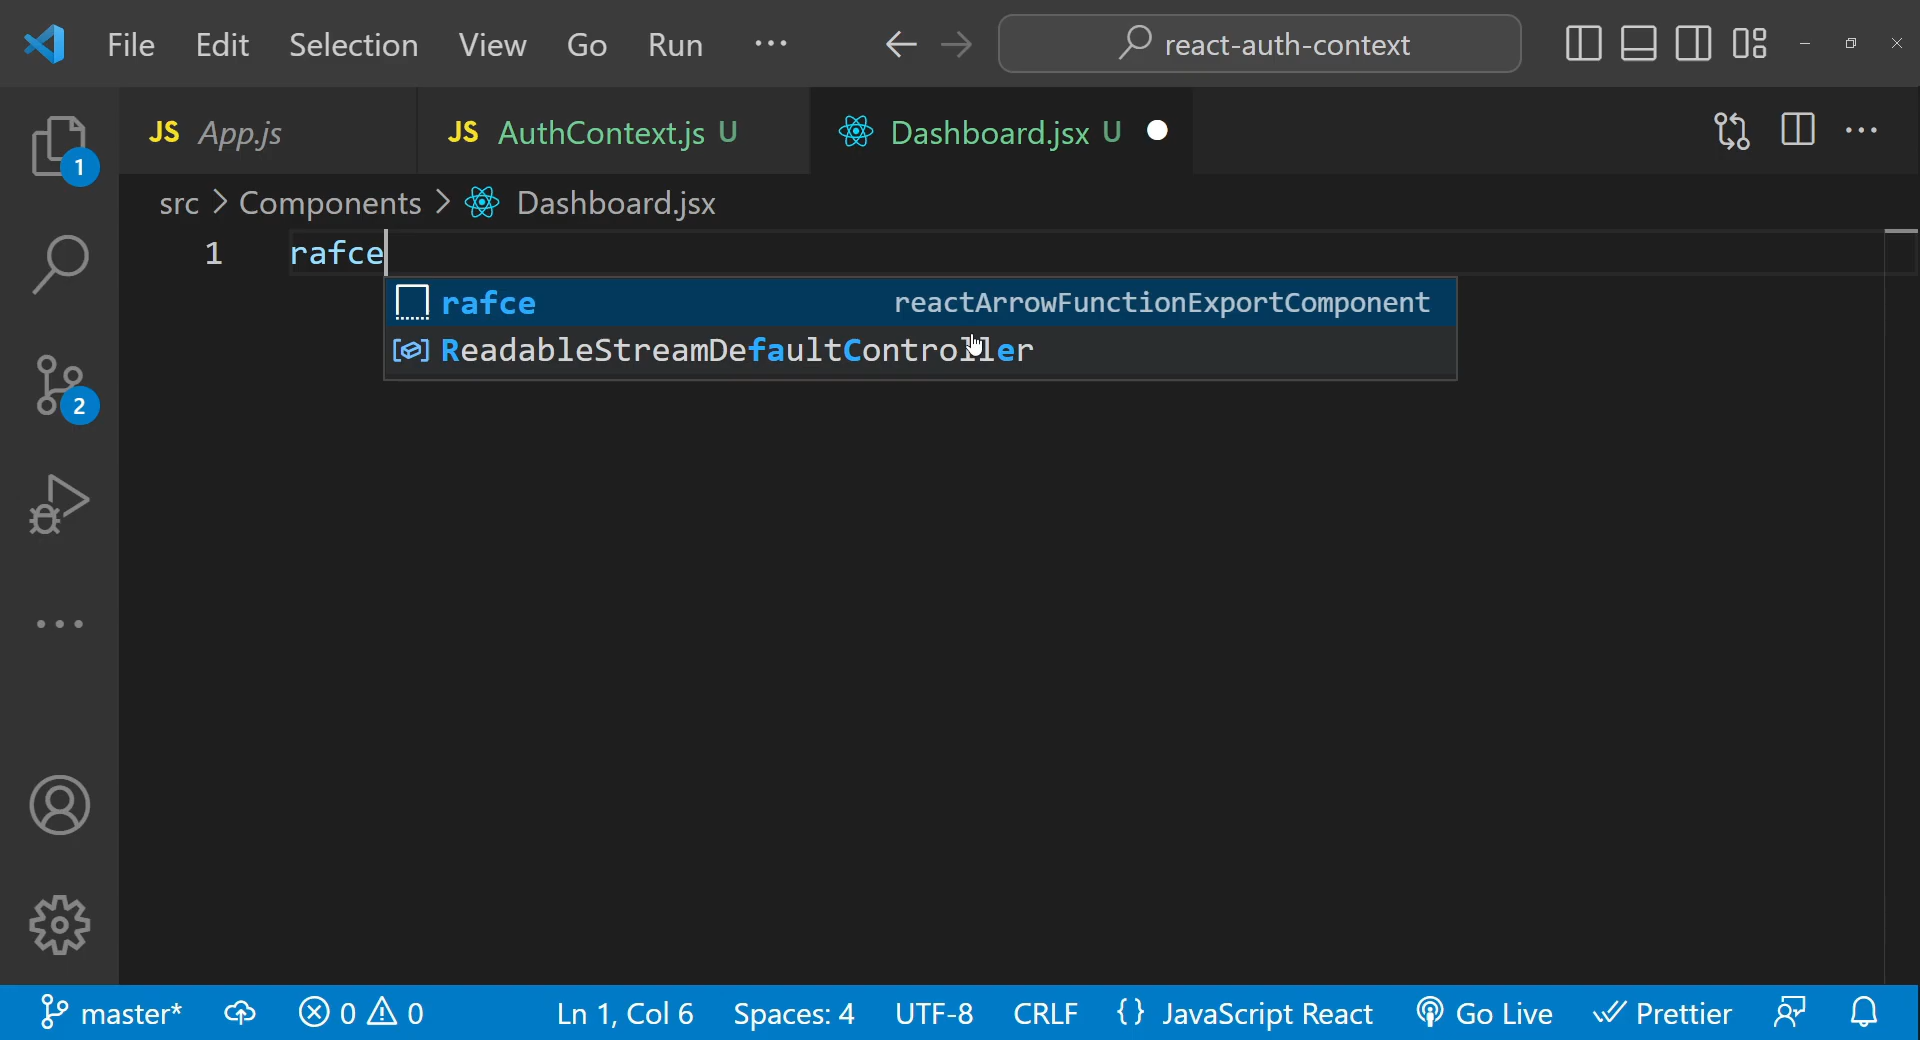 File Edit Selection View Go Run ··· react-auth-context
JS App.js JS AuthContext.js U Dashboard.jsx U
src > Components > Dashboard.jsx
1 rafce
rafce reactArrowFunctionExportComponent
ReadableStreamDefaultController
1
2
master* 0 0 Ln 1, Col 6 Spaces: 4 UTF-8 CRLF {} JavaScript React Go Live Prettier